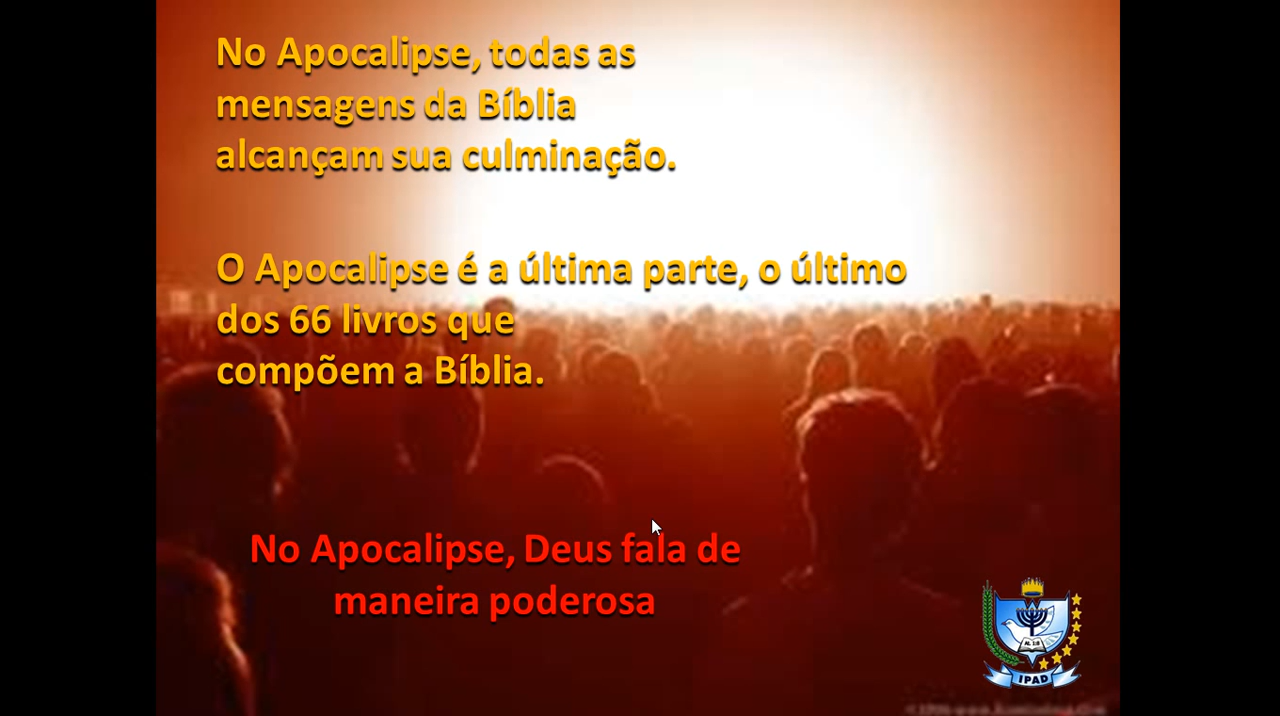 No Apocalipse, todas as
mensagens da Bíblia
alcançam sua culminação.
O Apocalipse é a última parte, o último
dos 66 livros que
compõem a Bíblia.
No Apocalipse, Deus fala de
maneira poderosa
IPAD